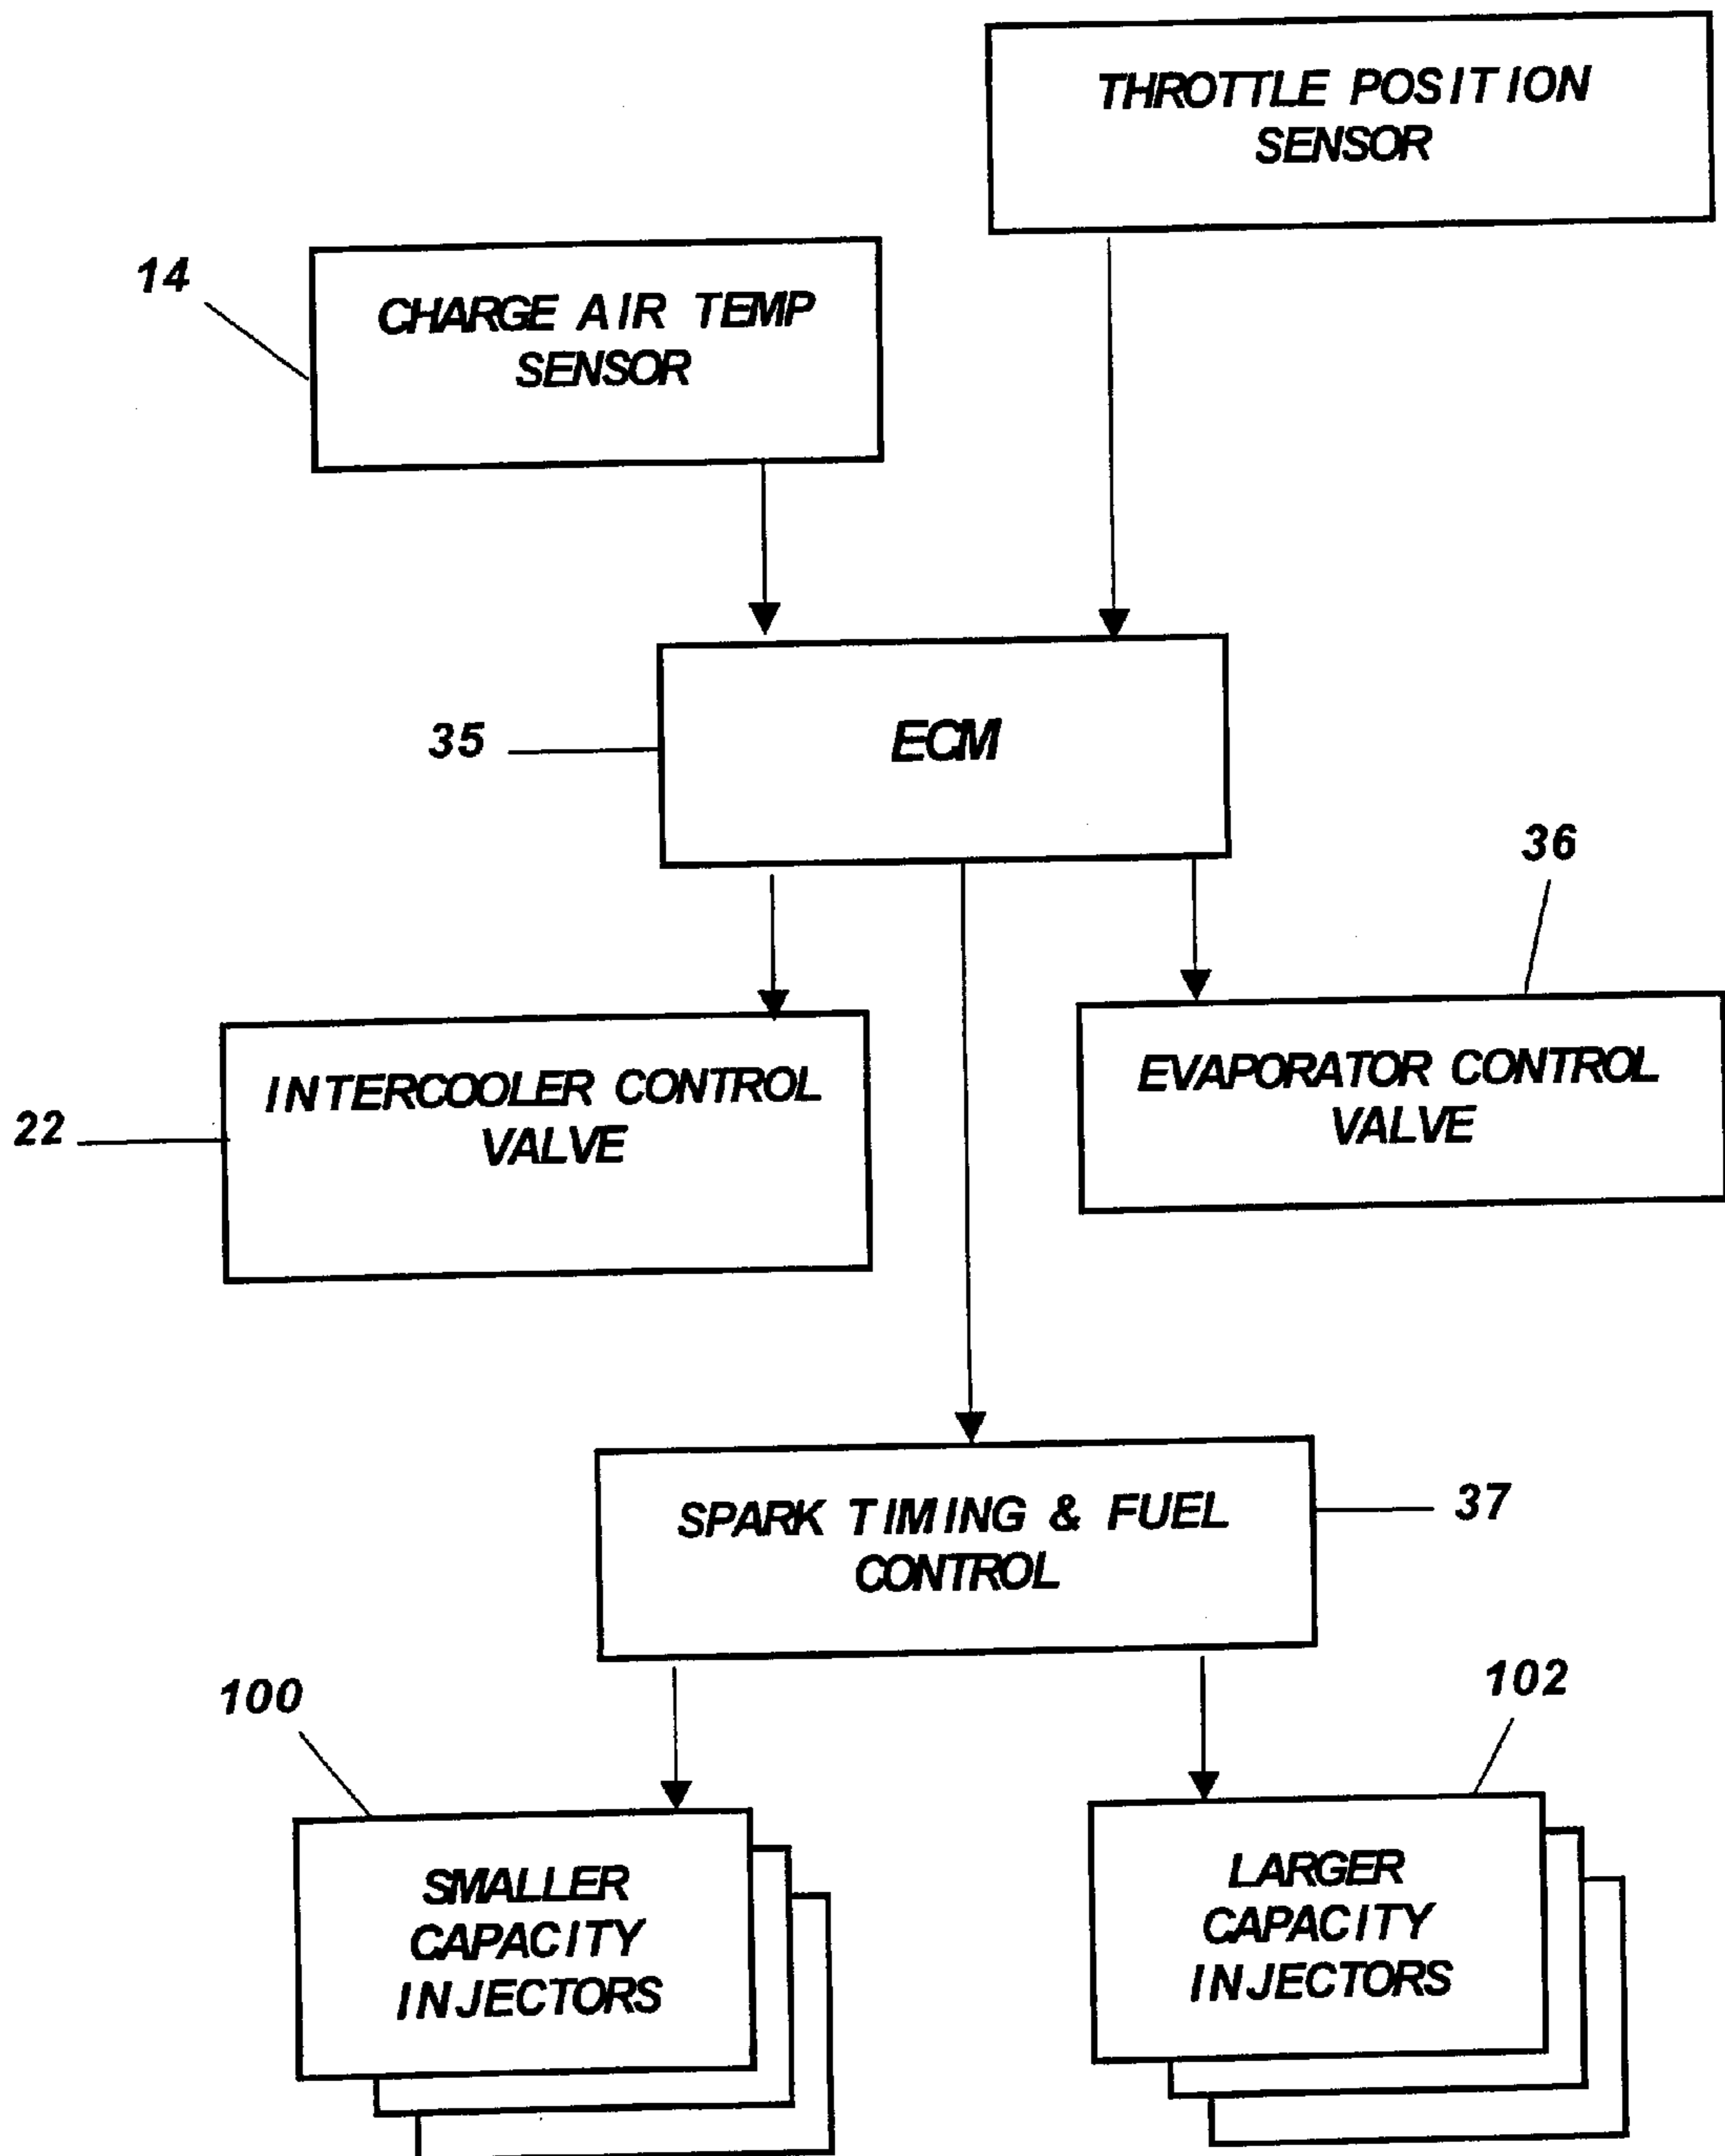 THROTTLE POSITION
SENSOR
14
CHARGE AIR TEMP
SENSOR
35
ECM
36
22
INTERCOOLER CONTROL
VALVE
EVAPORATOR CONTROL
VALVE
SPARK TIMING & FUEL
CONTROL
37
100
102
SMALLER
CAPACITY
INJECTORS
LARGER
CAPACITY
INJECTORS